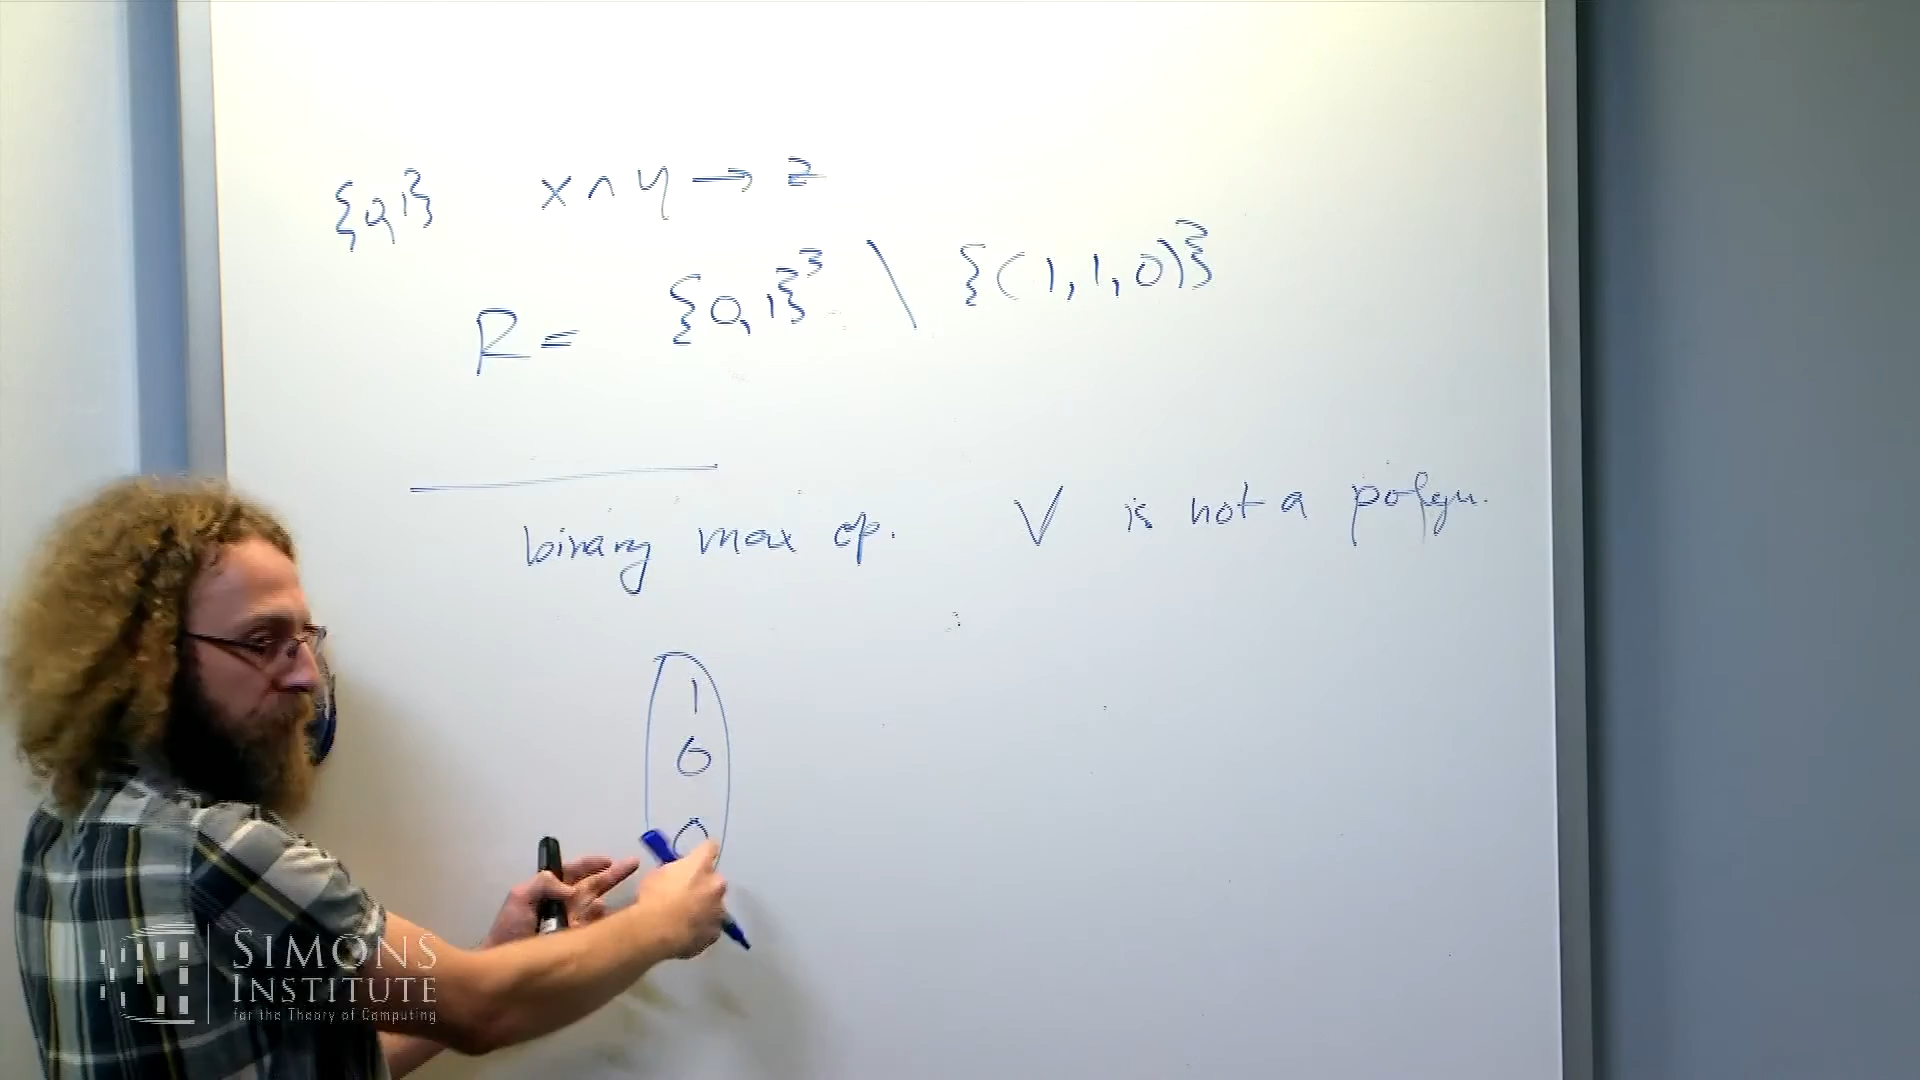 {0,1} x ∧ y → z
R = {0,1}³ \ {(1,1,0)}
binary max op. V is not a polym.
1
0
0
SIMONS
INSTITUTE
for the Theory of Computing